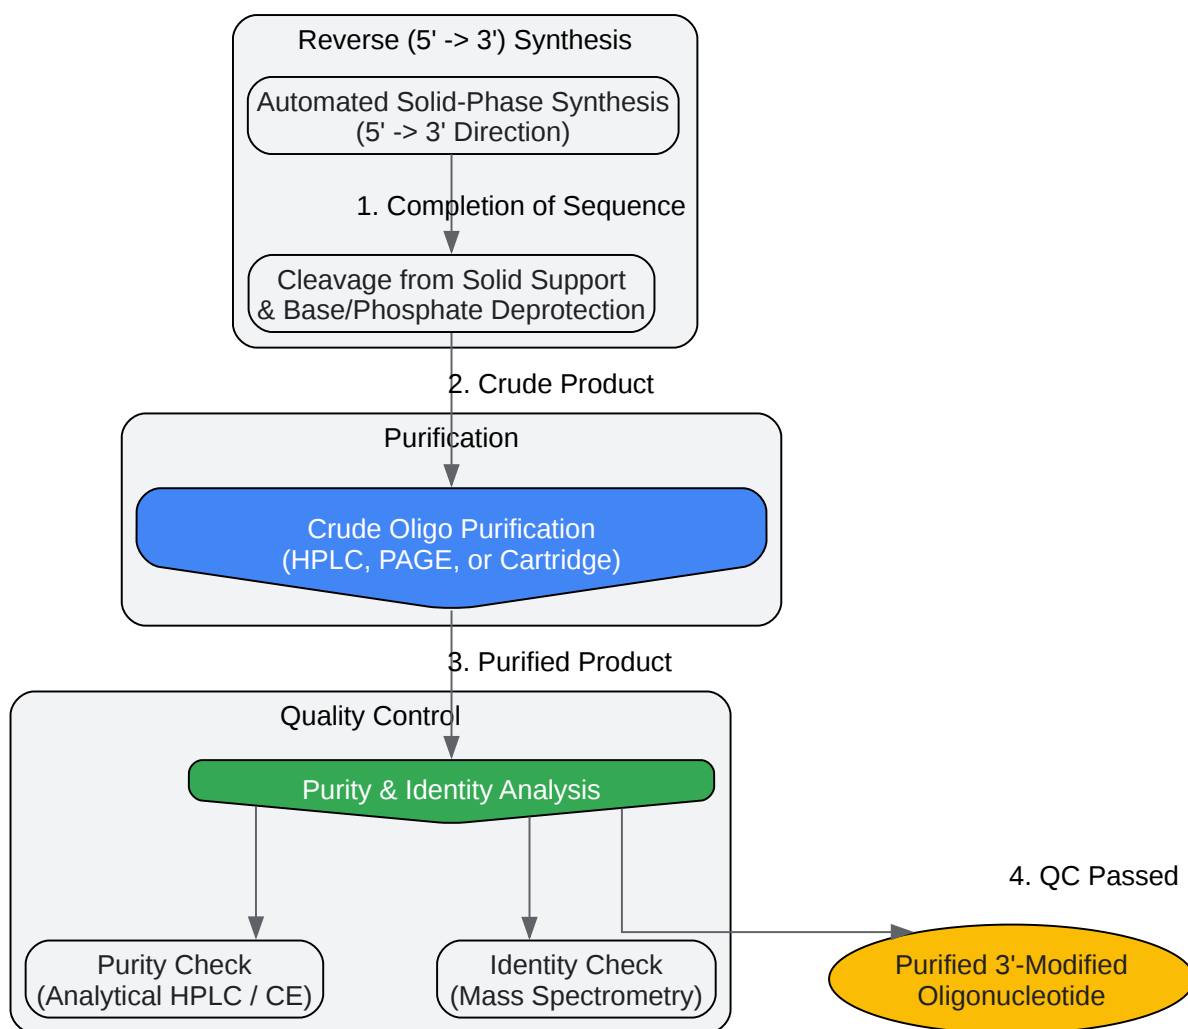 Reverse (5' -> 3') Synthesis
Automated Solid-Phase Synthesis
(5' -> 3' Direction)
1. Completion of Sequence
Cleavage from Solid Support
& Base/Phosphate Deprotection
2. Crude Product
Purification
Crude Oligo Purification
(HPLC, PAGE, or Cartridge)
3. Purified Product
Quality Control
Purity & Identity Analysis
4. QC Passed
Purity Check
(Analytical HPLC / CE)
Identity Check
(Mass Spectrometry)
Purified 3'-Modified
Oligonucleotide